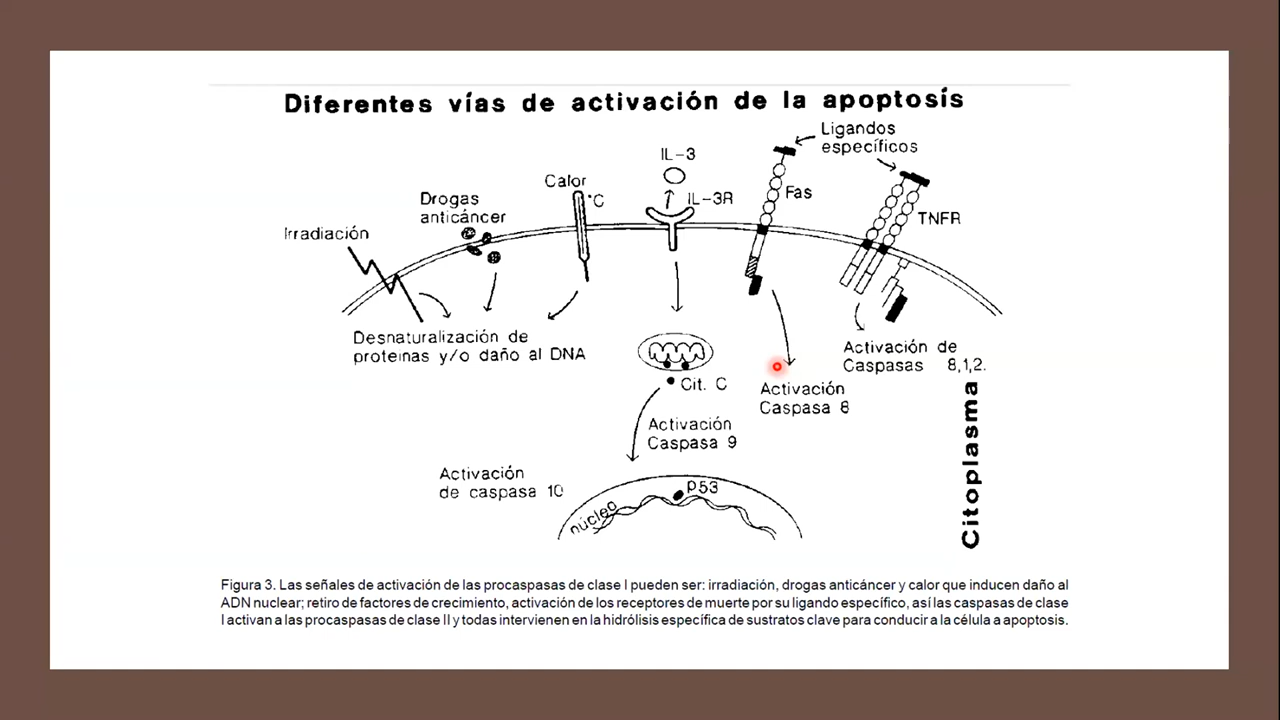 Diferentes vías de activación de la apoptosís
Ligandos
específicos
IL-3
Calor
°C
IL-3R
Fas
Drogas
anticáncer
TNFR
Irradiación
Desnaturalización de
proteinas y/o daño al DNA
Cit. C
Activación
Caspasa 8
Activación de
Caspasas 8,1,2.
Activación
Caspasa 9
Activación
de caspasa 10
P53
núcleo
Citoplasma
Figura 3. Las señales de activación de las procaspasas de clase I pueden ser: irradiación, drogas anticáncer y calor que inducen daño al
ADN nuclear; retiro de factores de crecimiento, activación de los receptores de muerte por su ligando específico, así las caspasas de clase
I activan a las procaspasas de clase II y todas intervienen en la hidrólisis específica de sustratos clave para conducir a la célula a apoptosis.